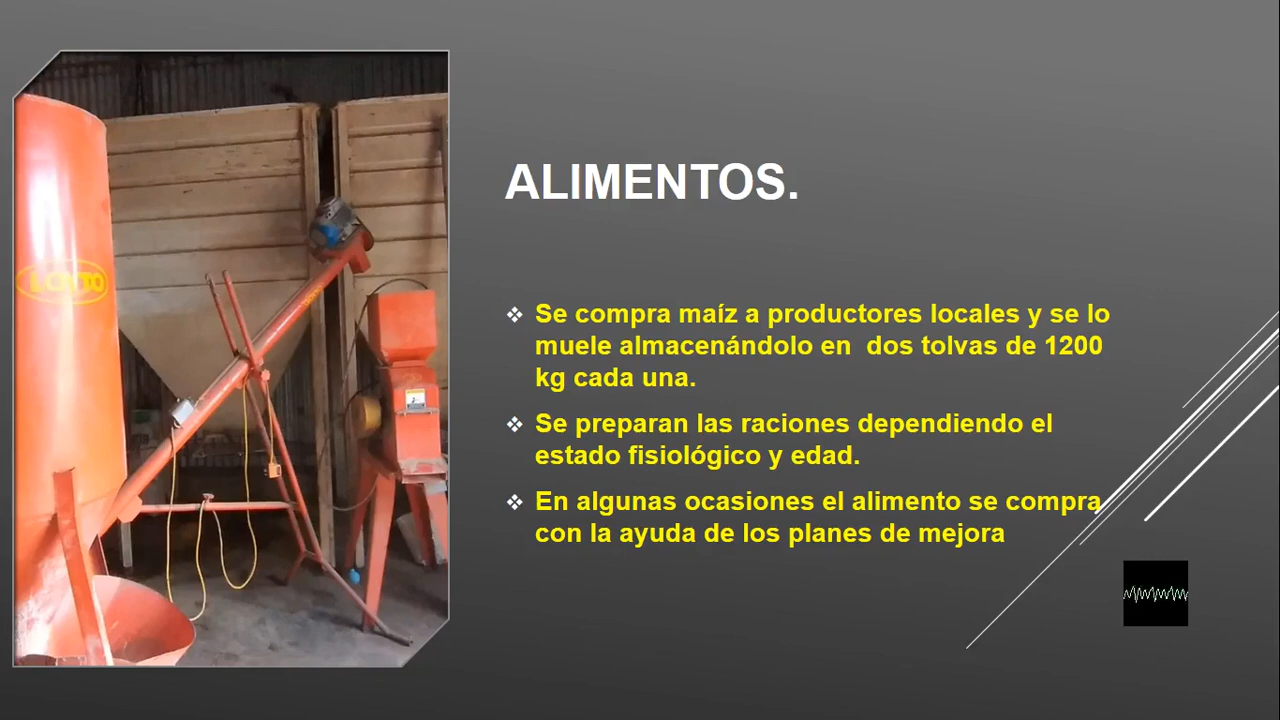 ALIMENTOS.
Se compra maíz a productores locales y se lo
muele almacenándolo en dos tolvas de 1200
kg cada una.
Se preparan las raciones dependiendo el
estado fisiológico y edad.
En algunas ocasiones el alimento se compra
con la ayuda de los planes de mejora